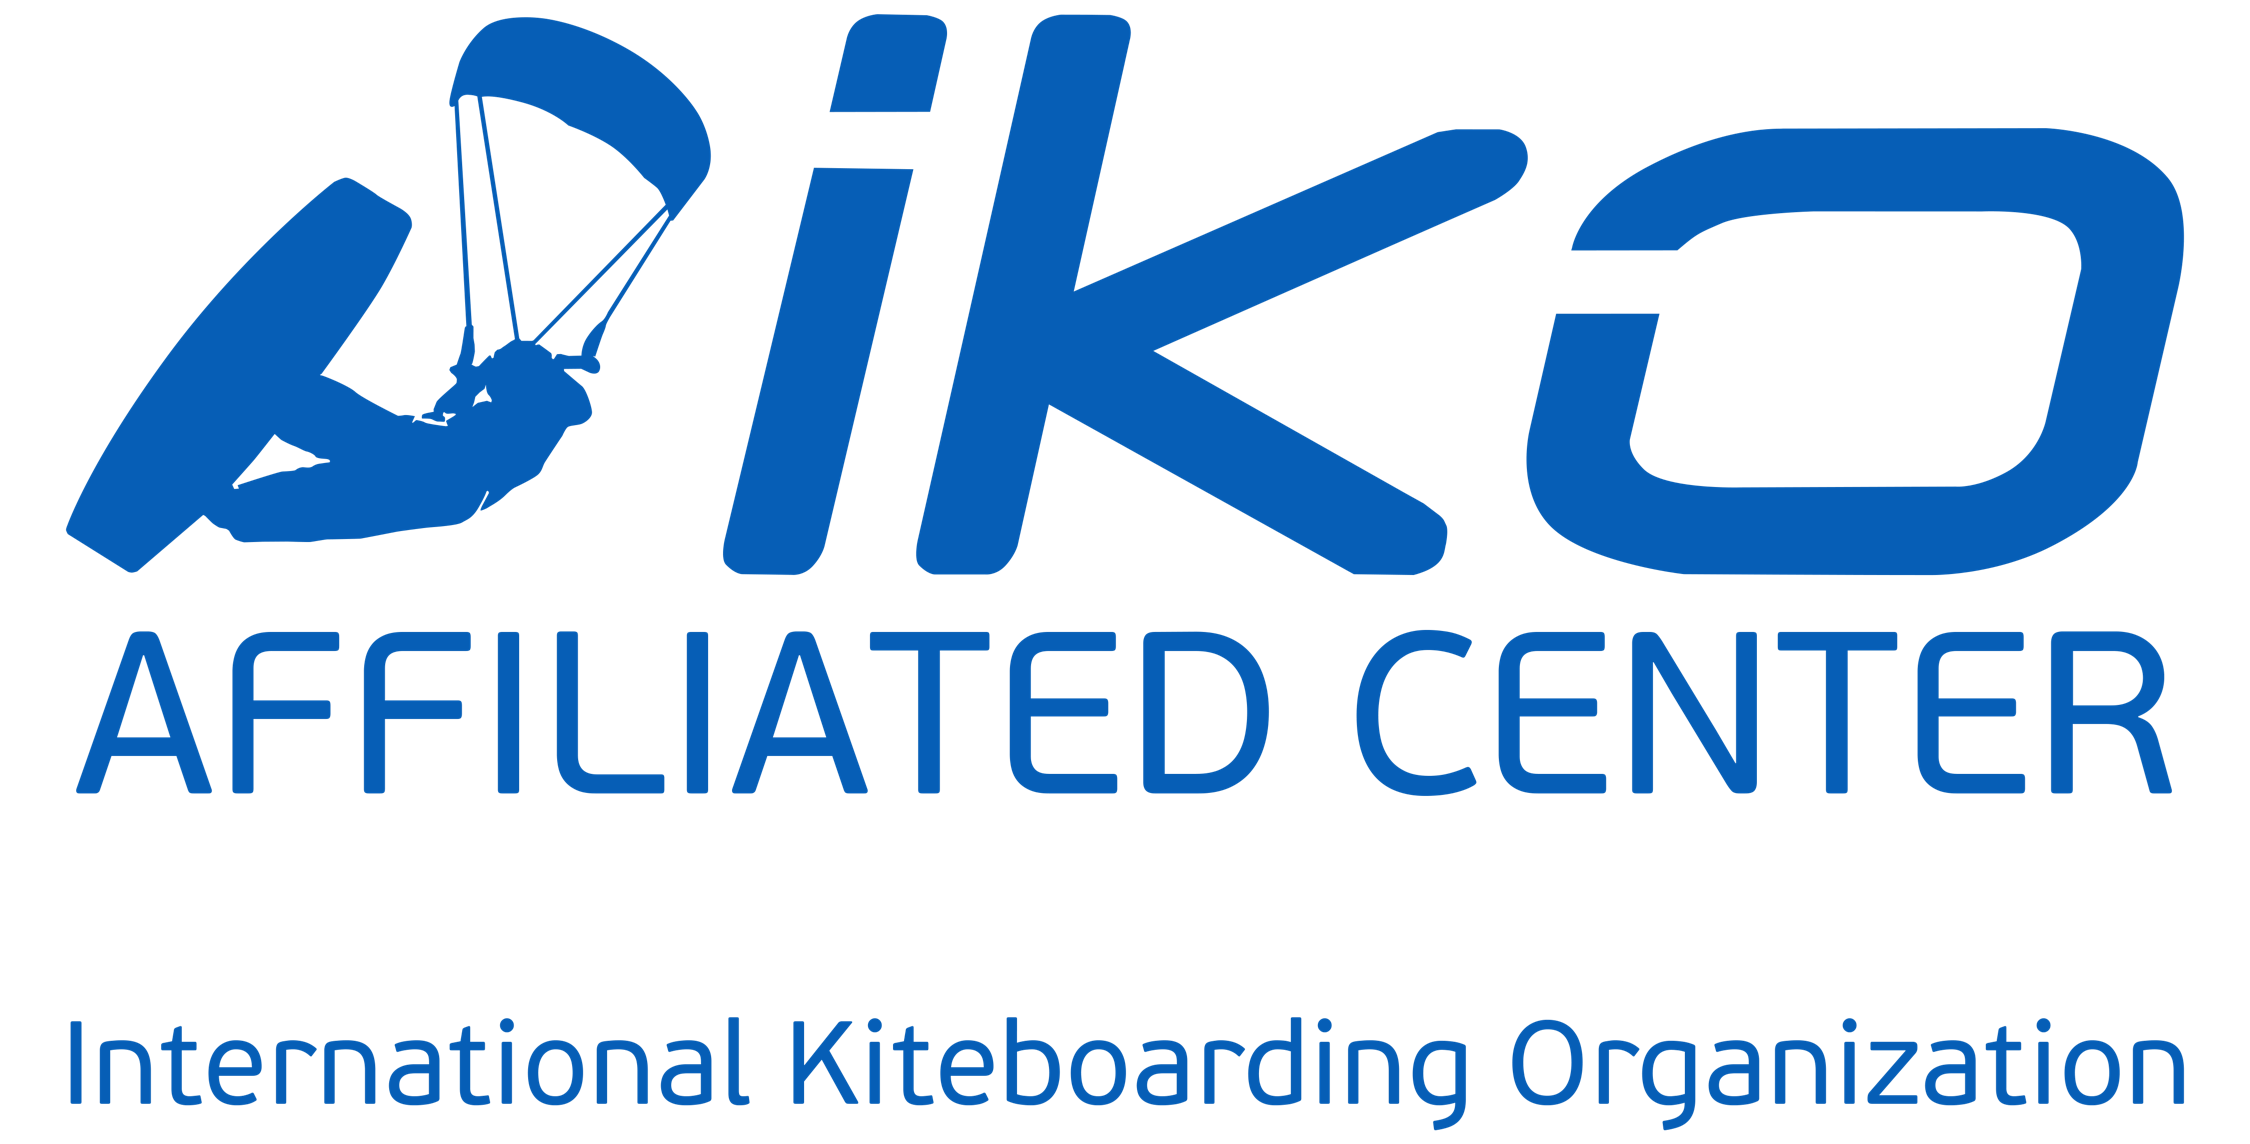 iKO
AFFILIATED CENTER
International Kiteboarding Organization